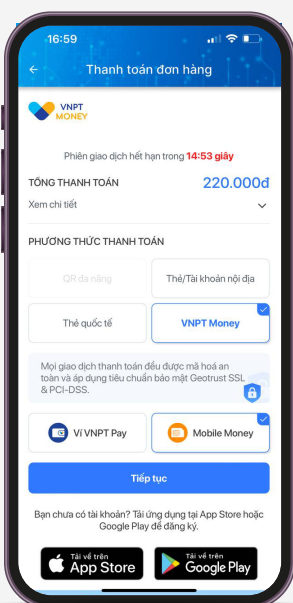 16:59
Thanh toán đơn hàng
VNPT
MONEY
Phiên giao dịch hết hạn trong 14:53 giây
TỔNG THANH TOÁN 220.000đ
Xem chi tiết
PHƯƠNG THỨC THANH TOÁN
QR đa năng Thẻ/Tài khoản nội địa
Thẻ quốc tế VNPT Money
Mọi giao dịch thanh toán đều được mã hoá an
toàn và áp dụng tiêu chuẩn bảo mật Geotrust SSL
& PCI-DSS.
Ví VNPT Pay Mobile Money
Tiếp tục
Bạn chưa có tài khoản? Tải ứng dụng tại App Store hoặc
Google Play để đăng ký.
Tải về trên Tải về trên
App Store Google Play